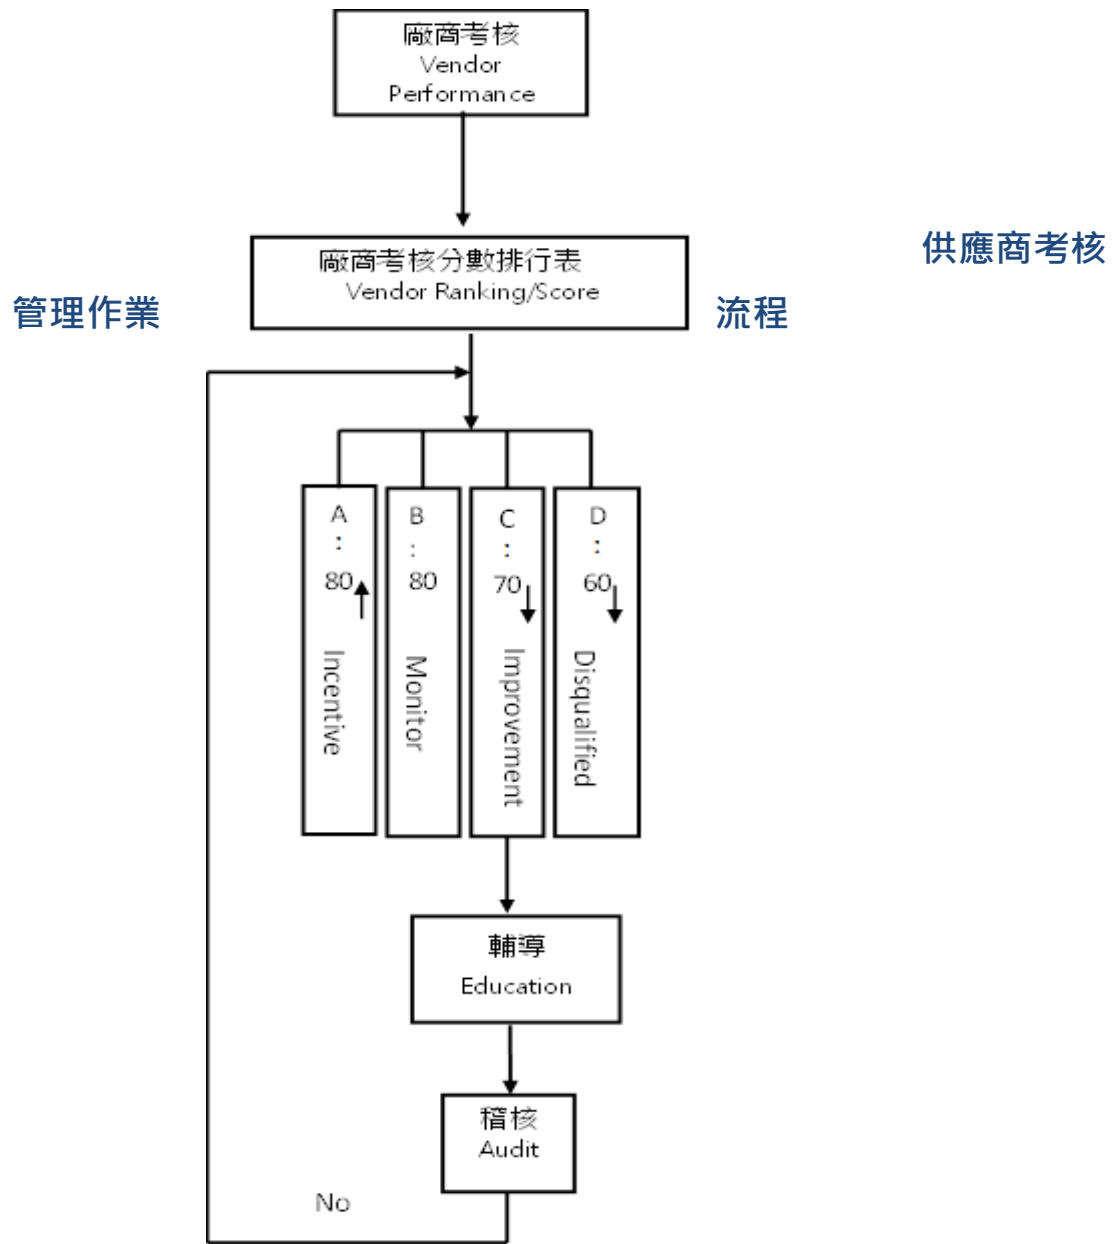 廠商考核
Vendor
Performance
供應商考核
管理作業
廠商考核分數排行表
Vendor Ranking/Score
流程
A
:
80
Incentive
B
:
80
Monitor
C
:
70
Improvement
D
:
60
Disqualified
輔導
Education
稽核
Audit
No